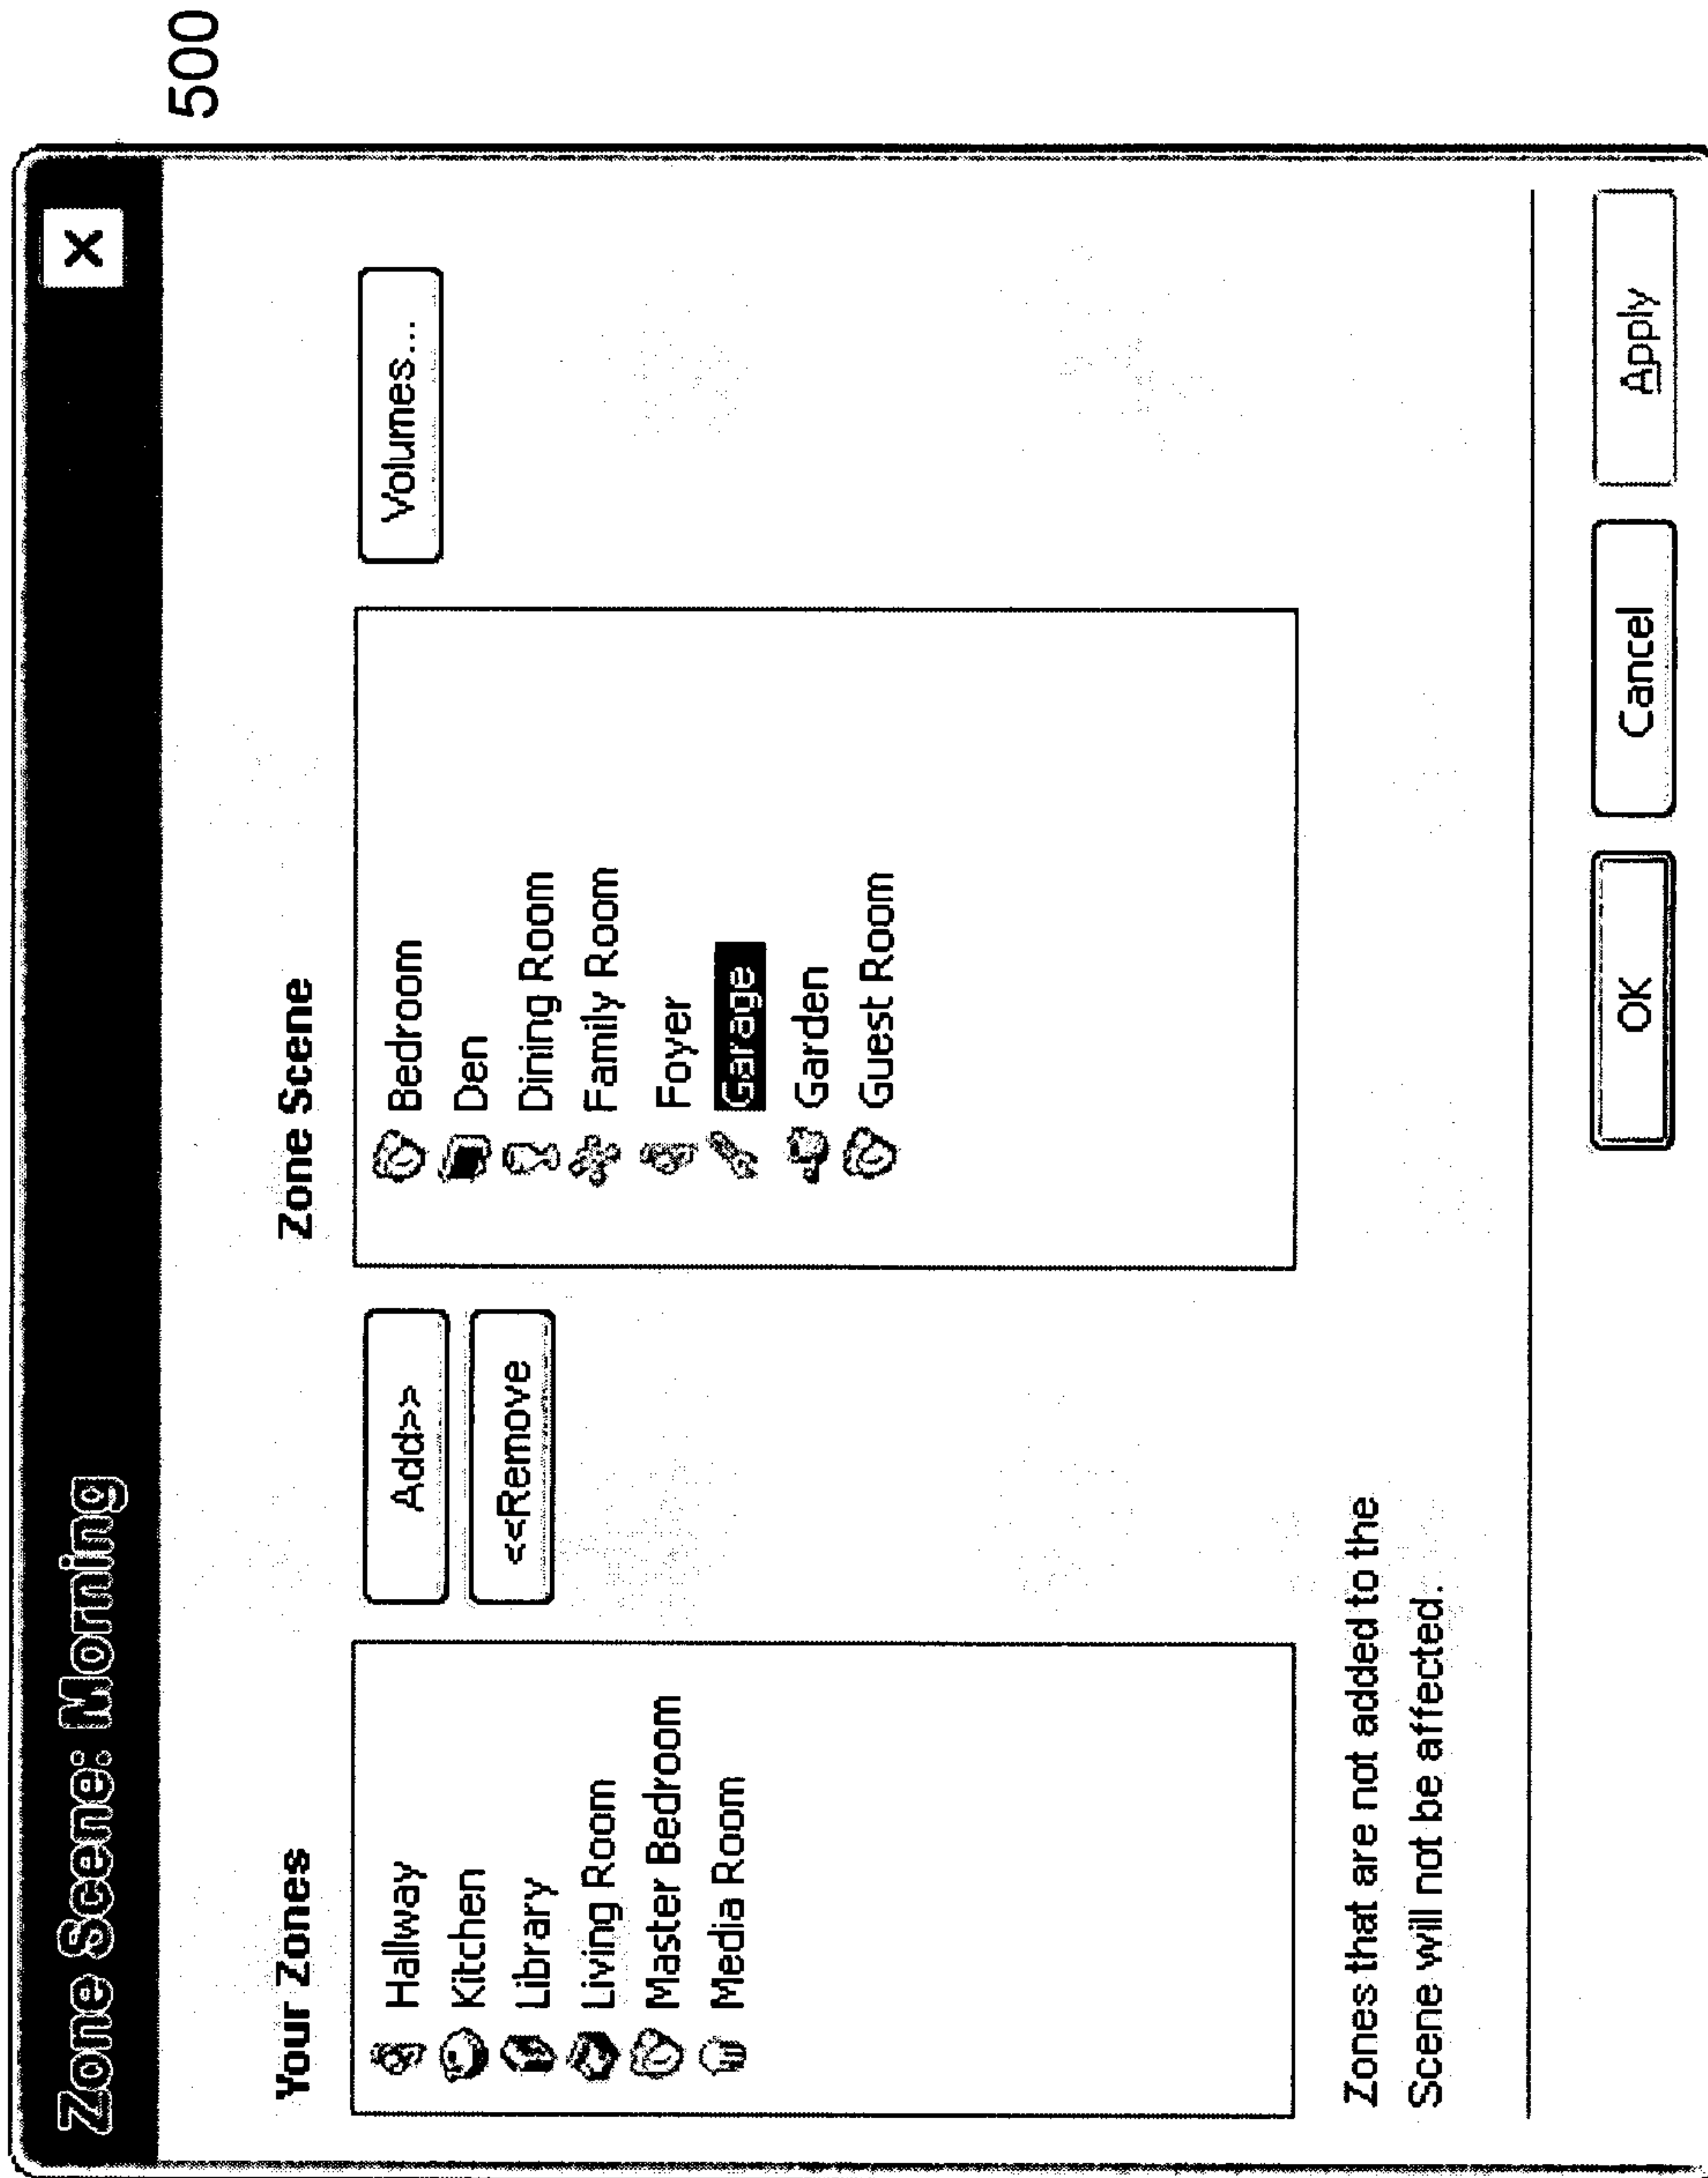 500
Zone Scene: Morning
X
Your Zones
Hallway
Kitchen
Library
Living Room
Master Bedroom
Media Room
Add>>
<<Remove
Zone Scene
Bedroom
Den
Dining Room
Family Room
Foyer
Garage
Garden
Guest Room
Volumes...
Zones that are not added to the
Scene will not be affected.
OK
Cancel
Apply